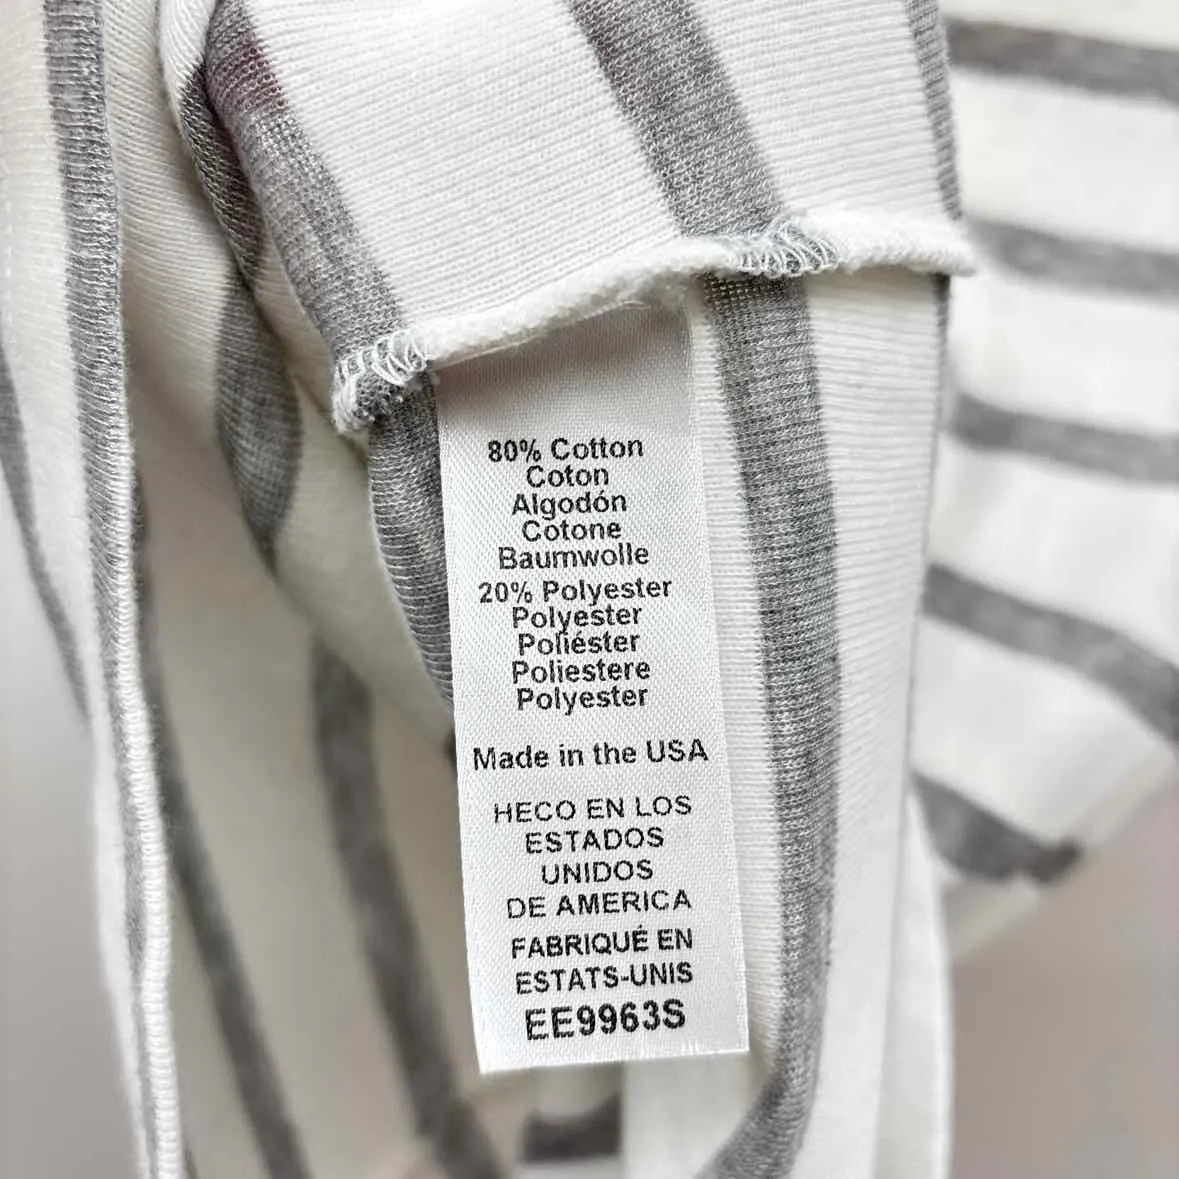 80% Cotton
Coton
Algodón
Cotone
Baumwolle
20% Polyester
Polyester
Poliéster
Poliestere
Polyester
Made in the USA
HECO EN LOS
ESTADOS
UNIDOS
DE AMERICA
FABRIQUÉ EN
ESTATS-UNIS
EE9963S